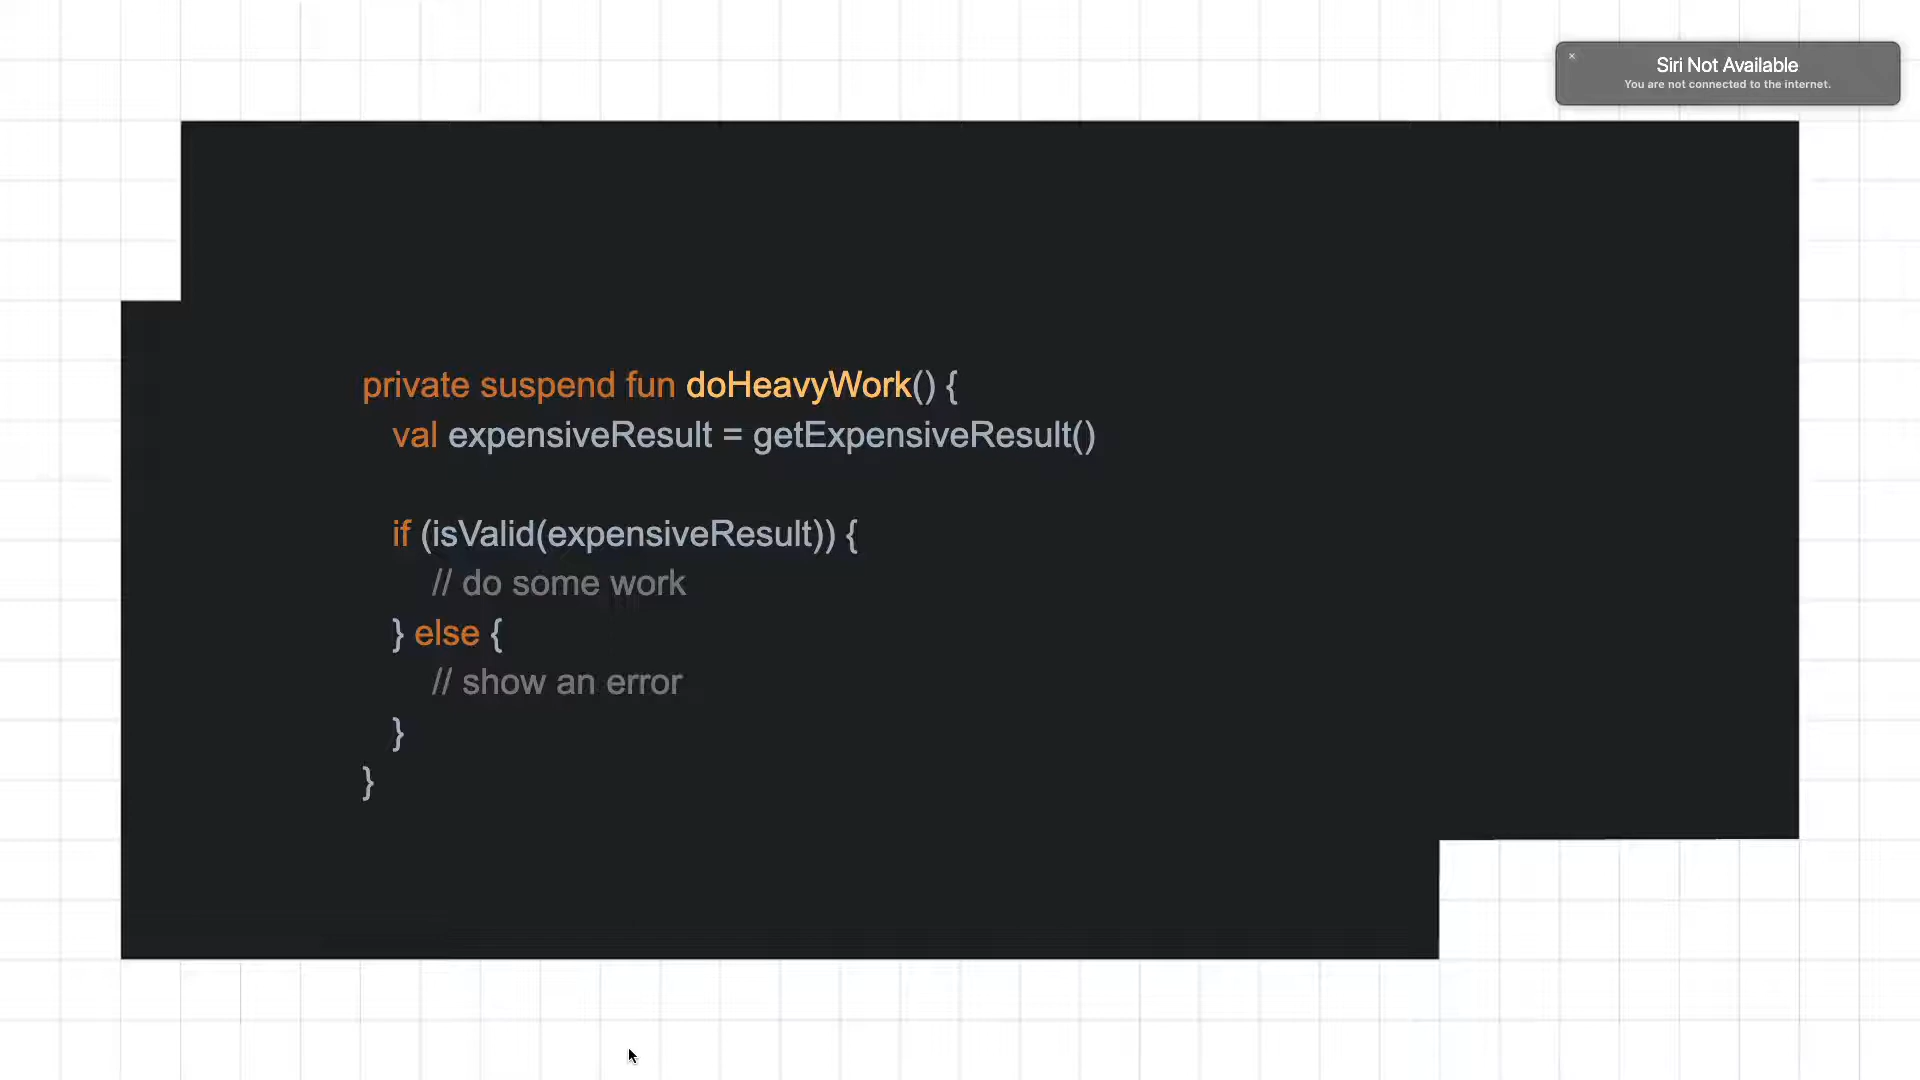 Siri Not Available
You are not connected to the internet.
private suspend fun doHeavyWork() {
val expensiveResult = getExpensiveResult()
if (isValid(expensiveResult)) {
// do some work
} else {
// show an error
}
}